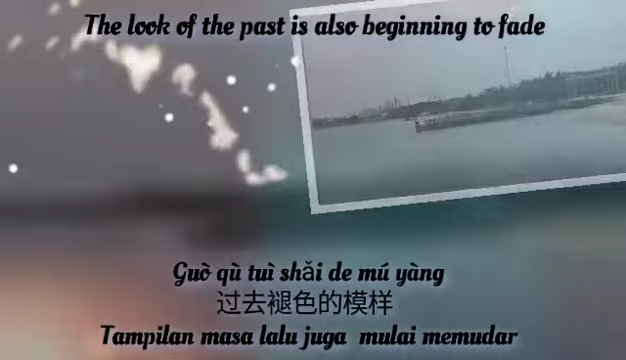 The look of the past is also beginning to fade
Guò qù tuì shǎi de mú yàng
过去褪色的模样
Tampilan masa lalu juga mulai memudar